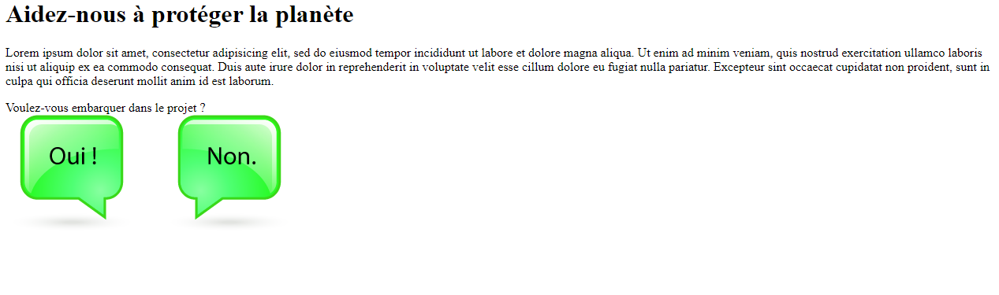 Aidez-nous à protéger la planète
Lorem ipsum dolor sit amet, consectetur adipisicing elit, sed do eiusmod tempor incididunt ut labore et dolore magna aliqua. Ut enim ad minim veniam, quis nostrud exercitation ullamco laboris
nisi ut aliquip ex ea commodo consequat. Duis aute irure dolor in reprehenderit in voluptate velit esse cillum dolore eu fugiat nulla pariatur. Excepteur sint occaecat cupidatat non proident, sunt in
culpa qui officia deserunt mollit anim id est laborum.
Voulez-vous embarquer dans le projet ?
Oui !
Non.